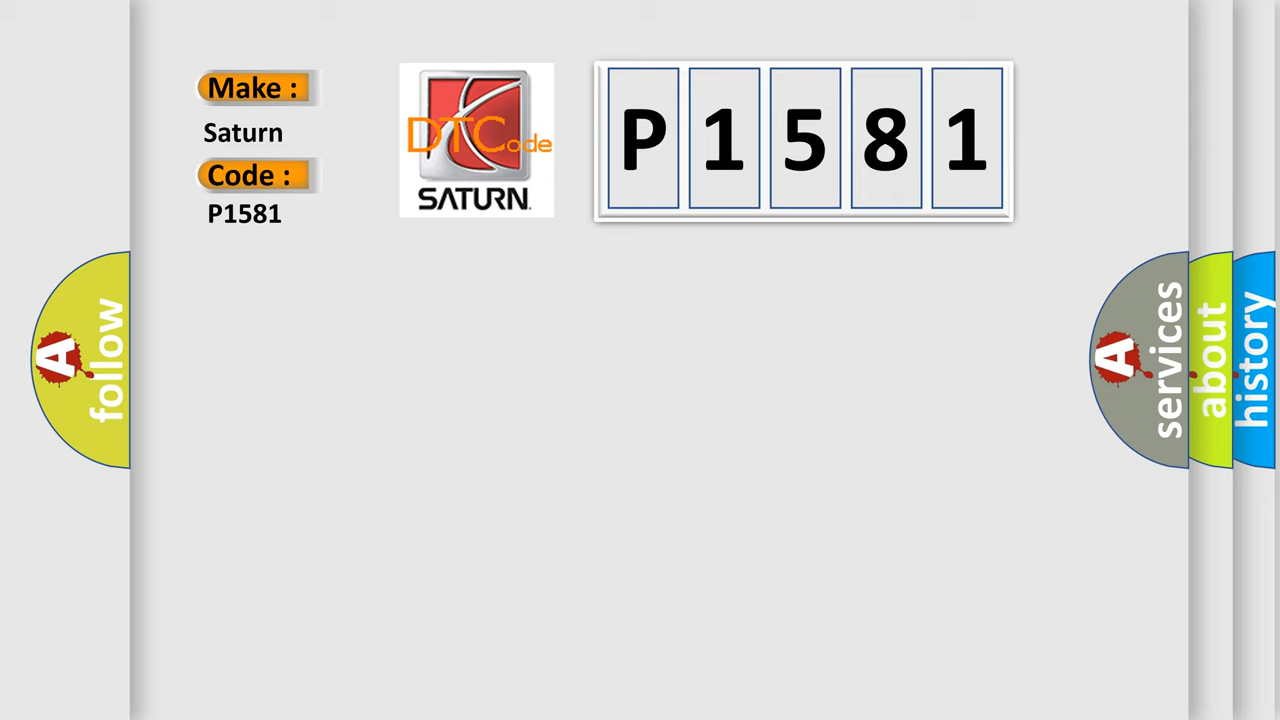 Make :
Saturn
Code :
P1581
DTCode
SATURN
P 1 5 8 1
A follow
A services
about
history